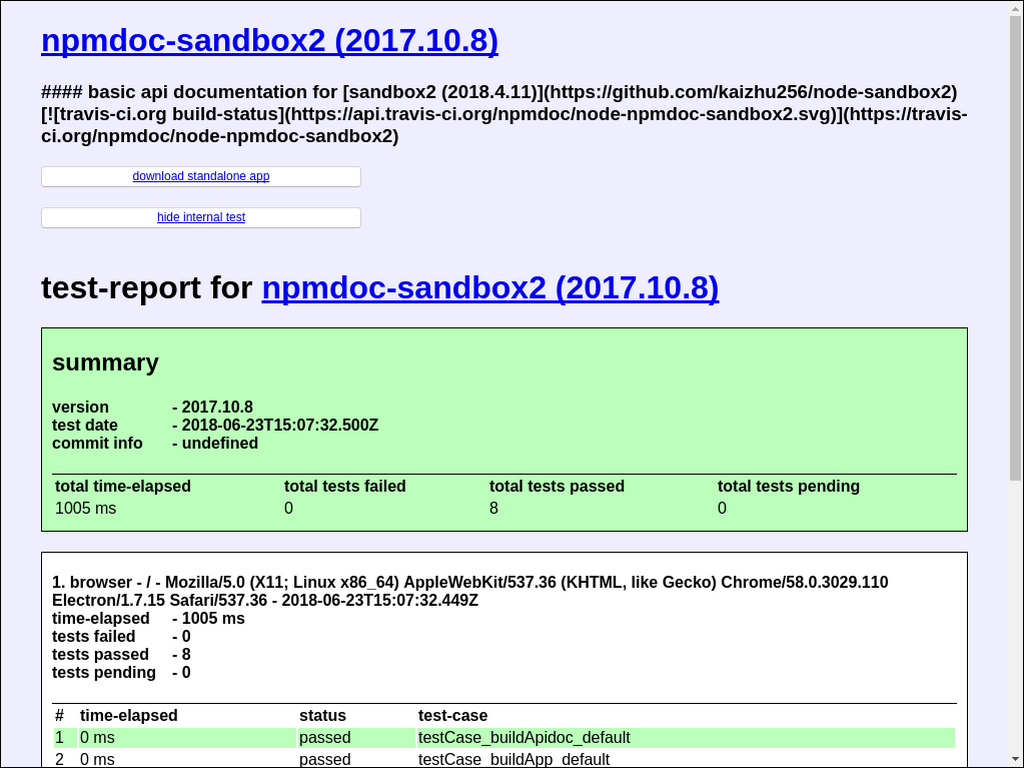 npmdoc-sandbox2 (2017.10.8)
#### basic api documentation for [sandbox2 (2018.4.11)](https://github.com/kaizhu256/node-sandbox2)
[![travis-ci.org build-status](https://api.travis-ci.org/npmdoc/node-npmdoc-sandbox2.svg)](https://travis-
ci.org/npmdoc/node-npmdoc-sandbox2)
download standalone app
hide internal test
test-report for npmdoc-sandbox2 (2017.10.8)
summary
version - 2017.10.8
test date - 2018-06-23T15:07:32.500Z
commit info - undefined
total time-elapsed total tests failed total tests passed total tests pending
1005 ms 0 8 0
1. browser - / - Mozilla/5.0 (X11; Linux x86_64) AppleWebKit/537.36 (KHTML, like Gecko) Chrome/58.0.3029.110
Electron/1.7.15 Safari/537.36 - 2018-06-23T15:07:32.449Z
time-elapsed - 1005 ms
tests failed - 0
tests passed - 8
tests pending - 0
# time-elapsed status test-case
1 0 ms passed testCase_buildApidoc_default
2 0 ms passed testCase_buildApp_default